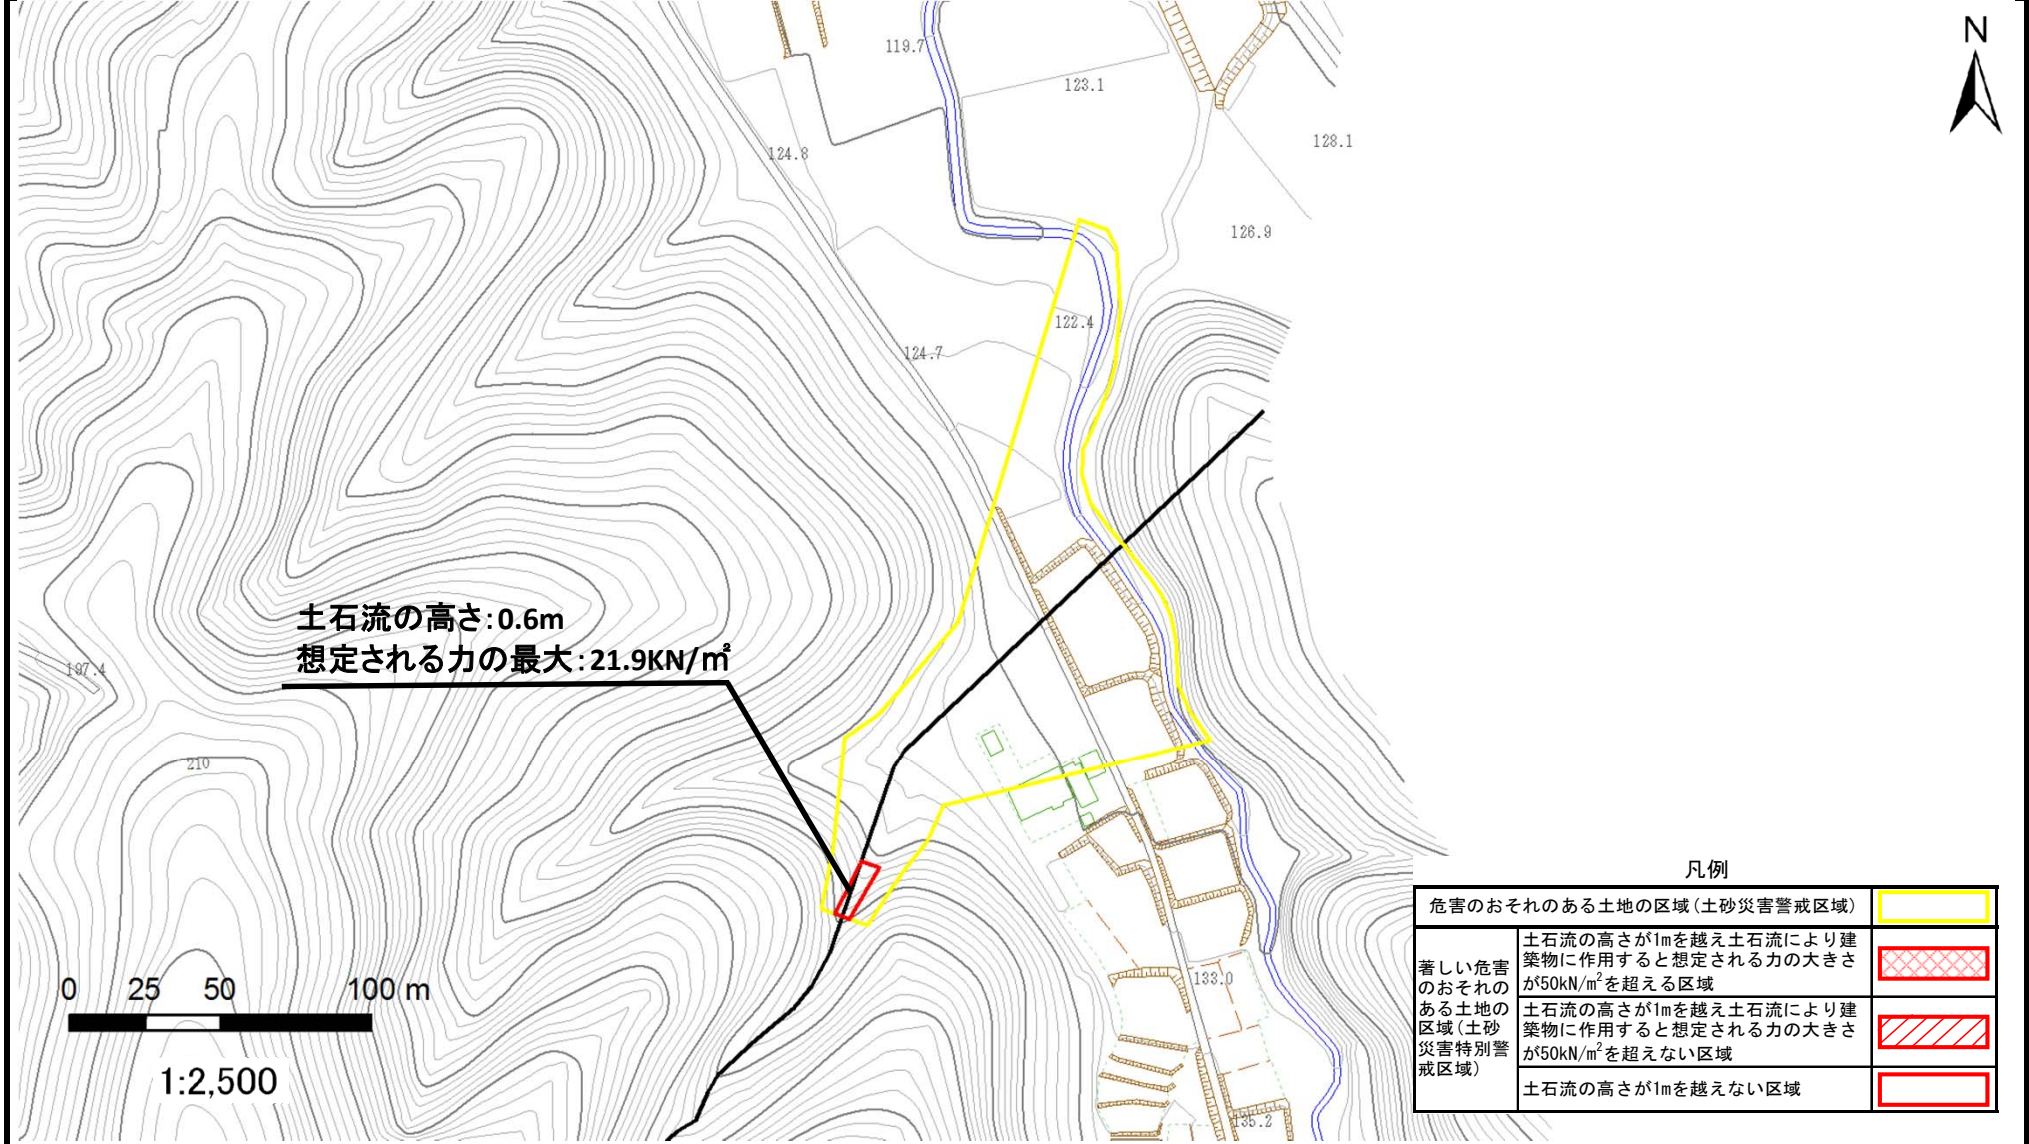 N
119.7
123.1
128.1
124.8
126.9
122.4
124.7
土石流の高さ:0.6m
想定される力の最大:21.9KN/㎡
197.4
210
133.0
135.2
0 25 50 100 m
1:2,500
凡例
危害のおそれのある土地の区域(土砂災害警戒区域)
著しい危害
のおそれの
ある土地の
区域(土砂
災害特別警
戒区域)
土石流の高さが1mを越え土石流により建
築物に作用すると想定される力の大きさ
が50kN/m²を超える区域
土石流の高さが1mを越え土石流により建
築物に作用すると想定される力の大きさ
が50kN/m²を超えない区域
土石流の高さが1mを越えない区域